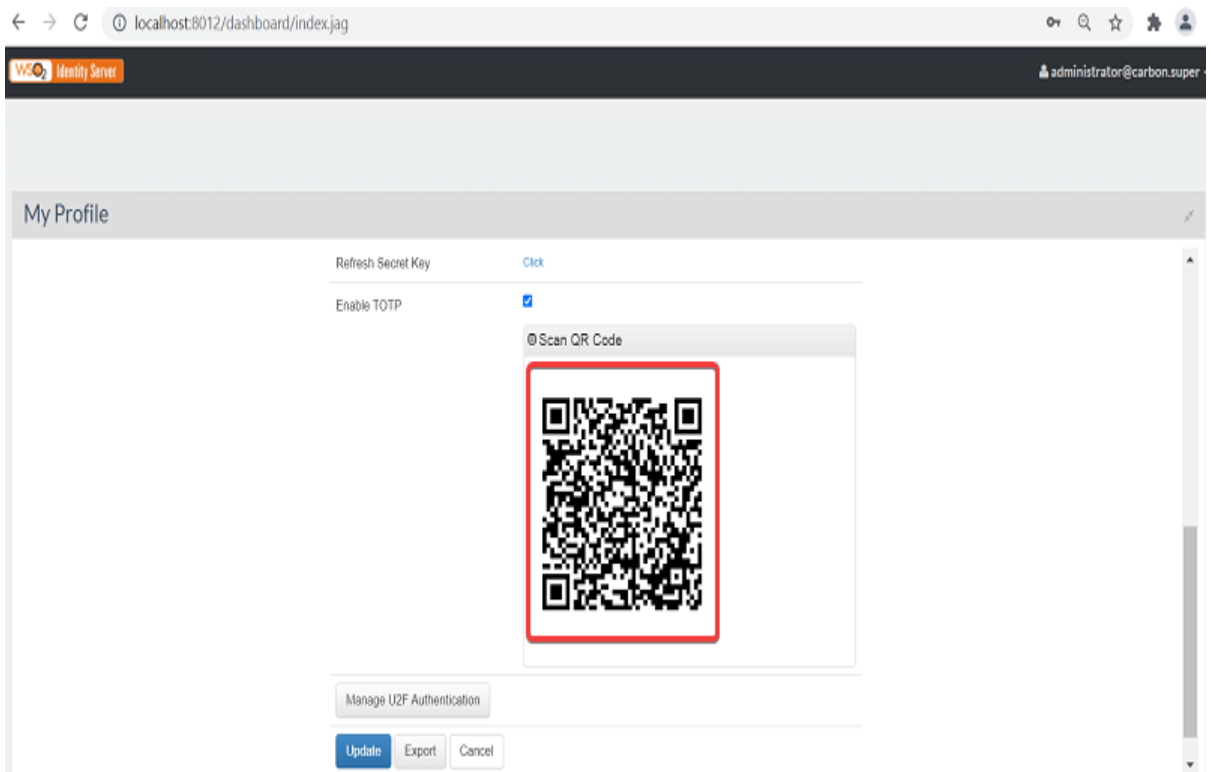 localhost:8012/dashboard/index.jag
WSO2 Identity Server
administrator@carbon.super
My Profile
Refresh Secret Key Click
Enable TOTP
Scan QR Code
Manage U2F Authentication
Update Export Cancel